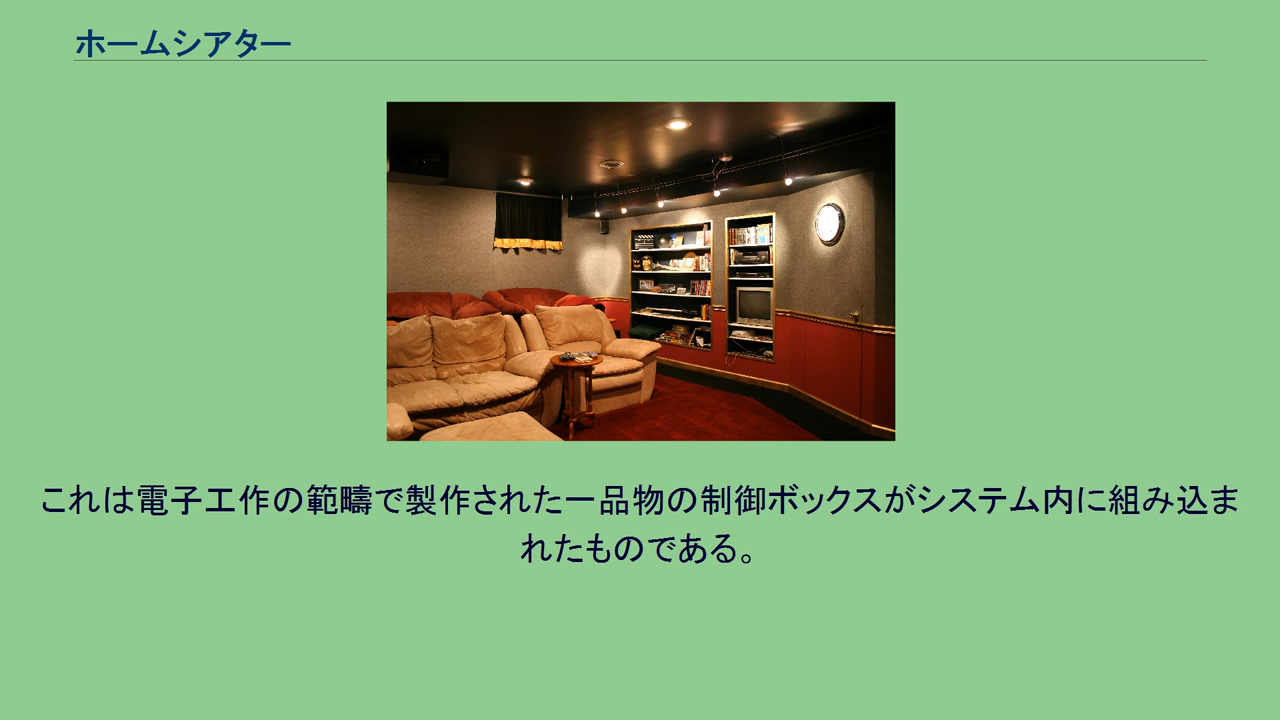 ホームシアター
これは電子工作の範疇で製作された一品物の制御ボックスがシステム内に組み込ま
れたものである。